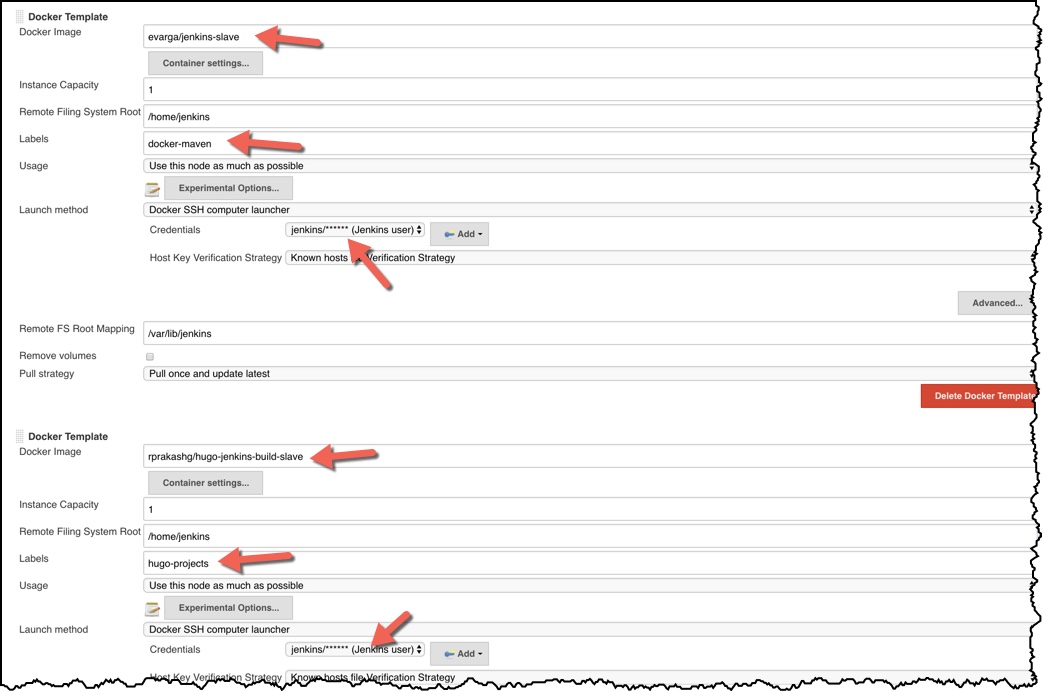 Docker Template
Docker Image evarga/jenkins-slave
Container settings...
Instance Capacity 1
Remote Filing System Root /home/jenkins
Labels docker-maven
Usage Use this node as much as possible
Experimental Options...
Launch method Docker SSH computer launcher
Credentials jenkins/****** (Jenkins user) Add
Host Key Verification Strategy Known hosts file Verification Strategy
Advanced...
Remote FS Root Mapping /var/lib/jenkins
Remove volumes
Pull strategy Pull once and update latest
Delete Docker Template
Docker Template
Docker Image rprakashg/hugo-jenkins-build-slave
Container settings...
Instance Capacity 1
Remote Filing System Root /home/jenkins
Labels hugo-projects
Usage Use this node as much as possible
Experimental Options...
Launch method Docker SSH computer launcher
Credentials jenkins/****** (Jenkins user) Add
Host Key Verification Strategy Known hosts file Verification Strategy